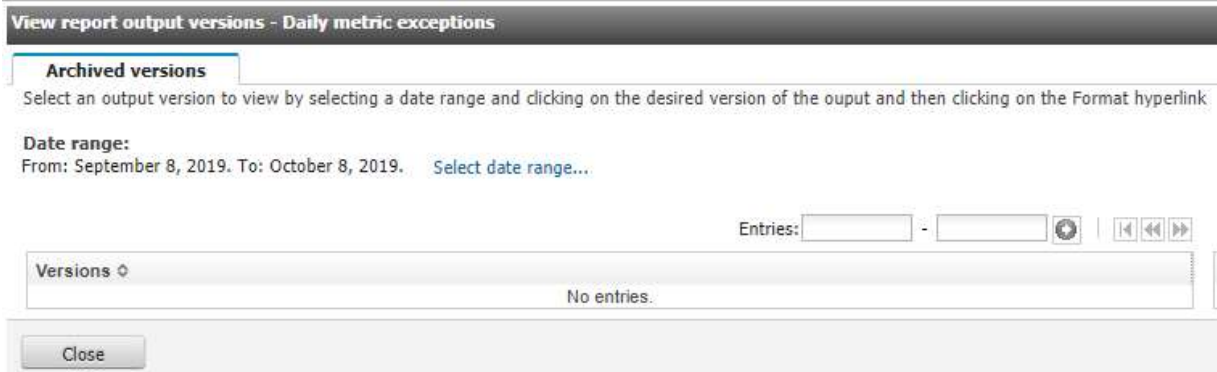 View report output versions - Daily metric exceptions
Archived versions
Select an output version to view by selecting a date range and clicking on the desired version of the ouput and then clicking on the Format hyperlink
Date range:
From: September 8, 2019. To: October 8, 2019. Select date range...
Entries: -
Versions
No entries.
Close